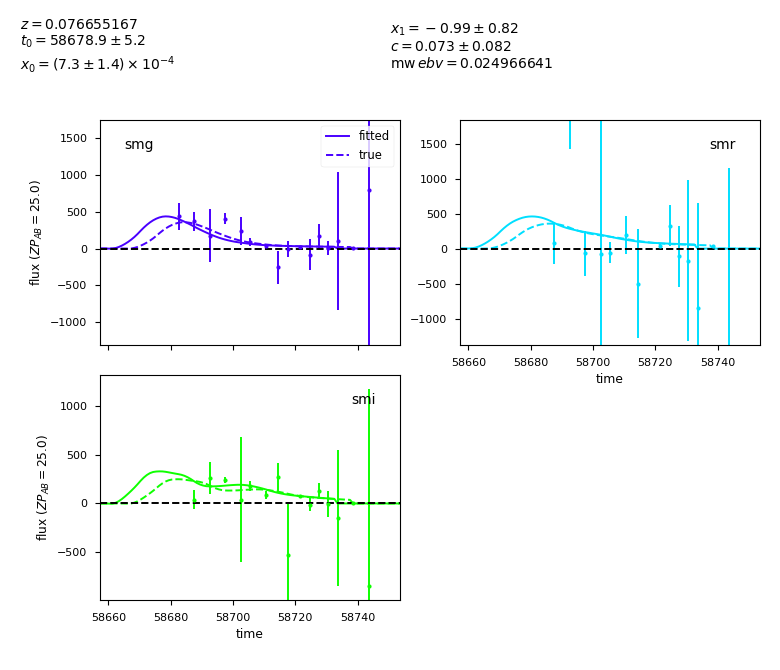 z = 0.076655167
t₀ = 58678.9 ± 5.2
x₀ = (7.3 ± 1.4) × 10⁻⁴
x₁ = −0.99 ± 0.82
c = 0.073 ± 0.082
mw ebv = 0.024966641
smg
fitted
true
1500
1000
500
0
−500
−1000
flux (ZP_AB = 25.0)
smr
1500
1000
500
0
−500
−1000
58660 58680 58700 58720 58740
time
smi
1000
500
0
−500
flux (ZP_AB = 25.0)
58660 58680 58700 58720 58740
time